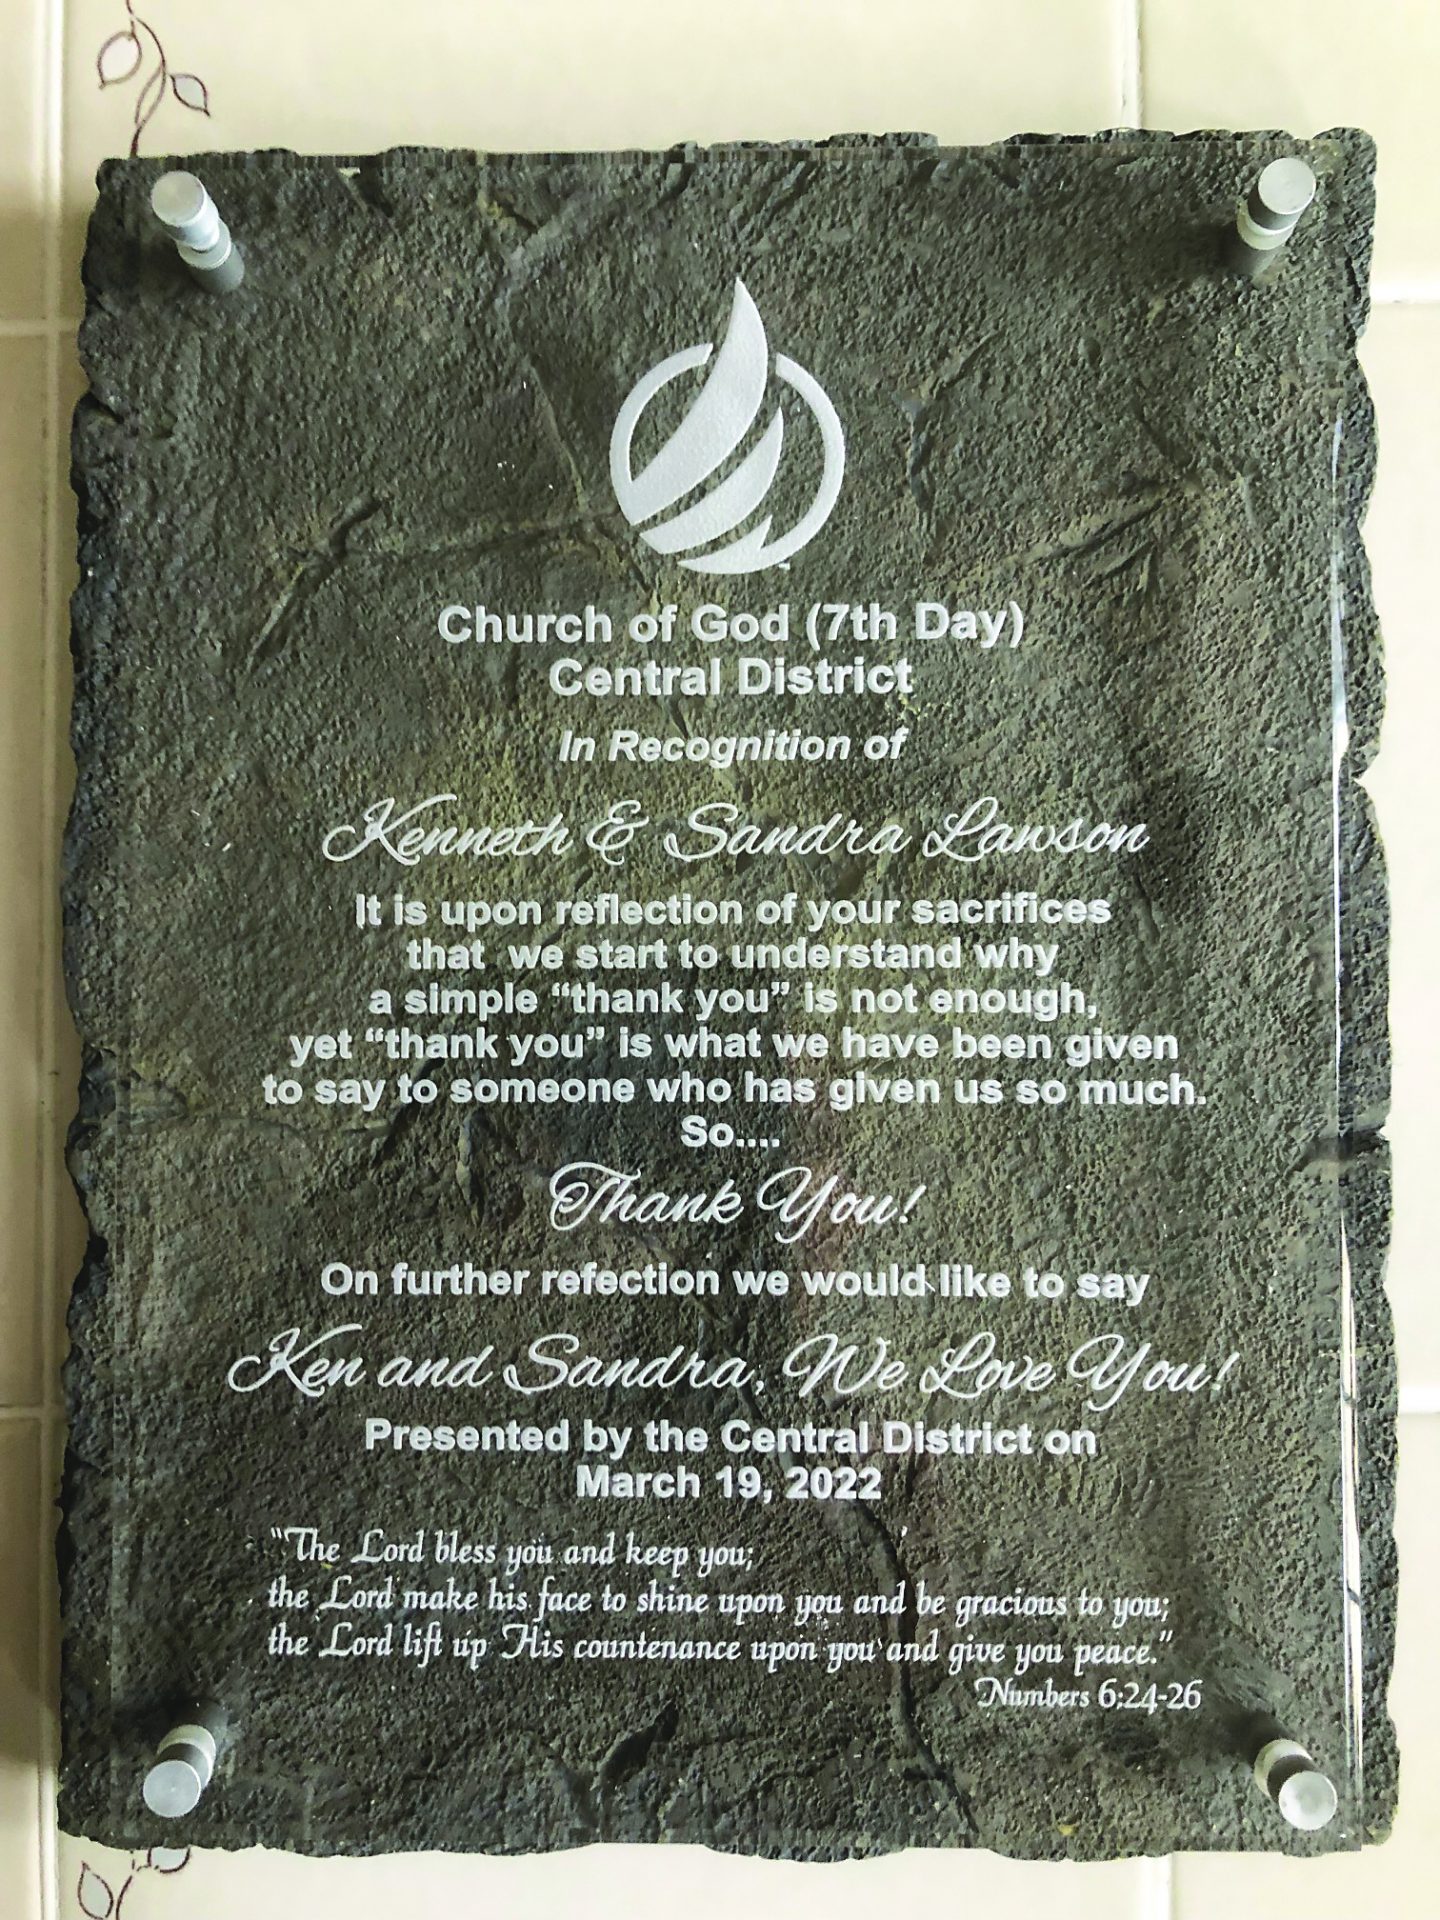 Church of God (7th Day)
Central District
In Recognition of
Kenneth & Sandra Lawson
It is upon reflection of your sacrifices
that we start to understand why
a simple “thank you” is not enough,
yet “thank you” is what we have been given
to say to someone who has given us so much.
So....
Thank You!
On further refection we would like to say
Ken and Sandra, We Love You!
Presented by the Central District on
March 19, 2022
"The Lord bless you and keep you;
the Lord make his face to shine upon you and be gracious to you;
the Lord lift up His countenance upon you and give you peace."
Numbers 6:24-26